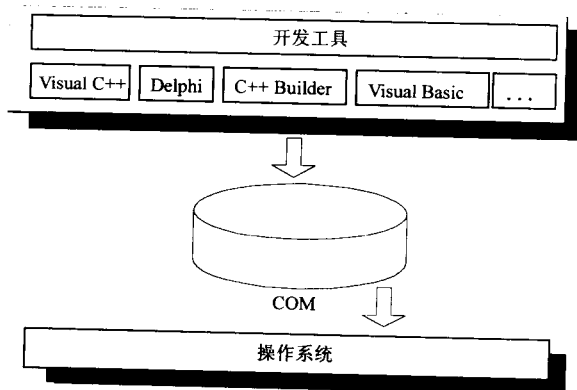 开发工具
Visual C++ Delphi C++ Builder Visual Basic ...
COM
操作系统